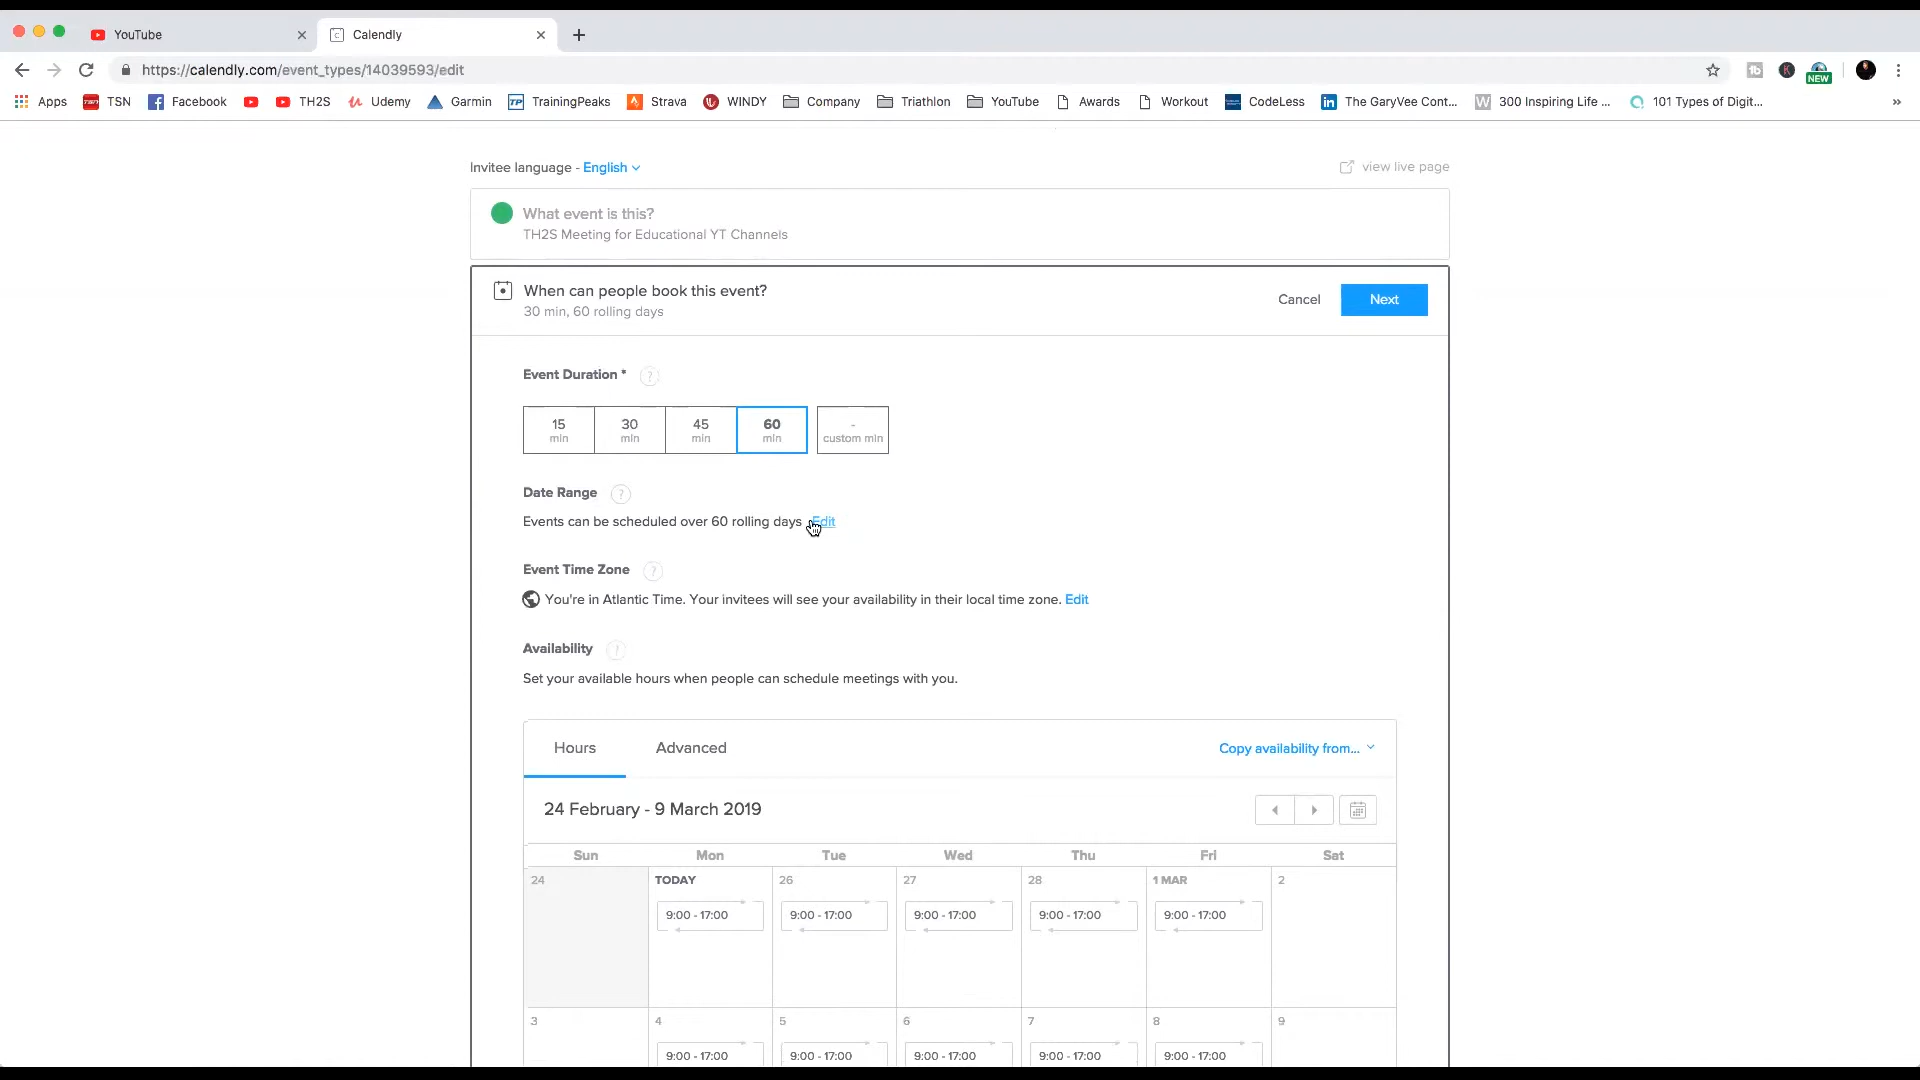 YouTube
Calendly
https://calendly.com/event_types/14039593/edit
NEW
Apps TSN Facebook TH2S Udemy Garmin TrainingPeaks Strava WINDY Company Triathlon YouTube Awards Workout CodeLess The GaryVee Cont... 300 Inspiring Life ... 101 Types of Digit... »
Invitee language - English
view live page
What event is this?
TH2S Meeting for Educational YT Channels
When can people book this event?
30 min, 60 rolling days
Cancel
Next
Event Duration * ?
15 30 45 60 -
min min min min custom min
Date Range ?
Events can be scheduled over 60 rolling days Edit
Event Time Zone ?
You're in Atlantic Time. Your invitees will see your availability in their local time zone. Edit
Availability ?
Set your available hours when people can schedule meetings with you.
Hours Advanced Copy availability from...
24 February - 9 March 2019
Sun Mon Tue Wed Thu Fri Sat
24 TODAY 26 27 28 1 MAR 2
9:00 - 17:00 9:00 - 17:00 9:00 - 17:00 9:00 - 17:00 9:00 - 17:00
3 4 5 6 7 8 9
9:00 - 17:00 9:00 - 17:00 9:00 - 17:00 9:00 - 17:00 9:00 - 17:00